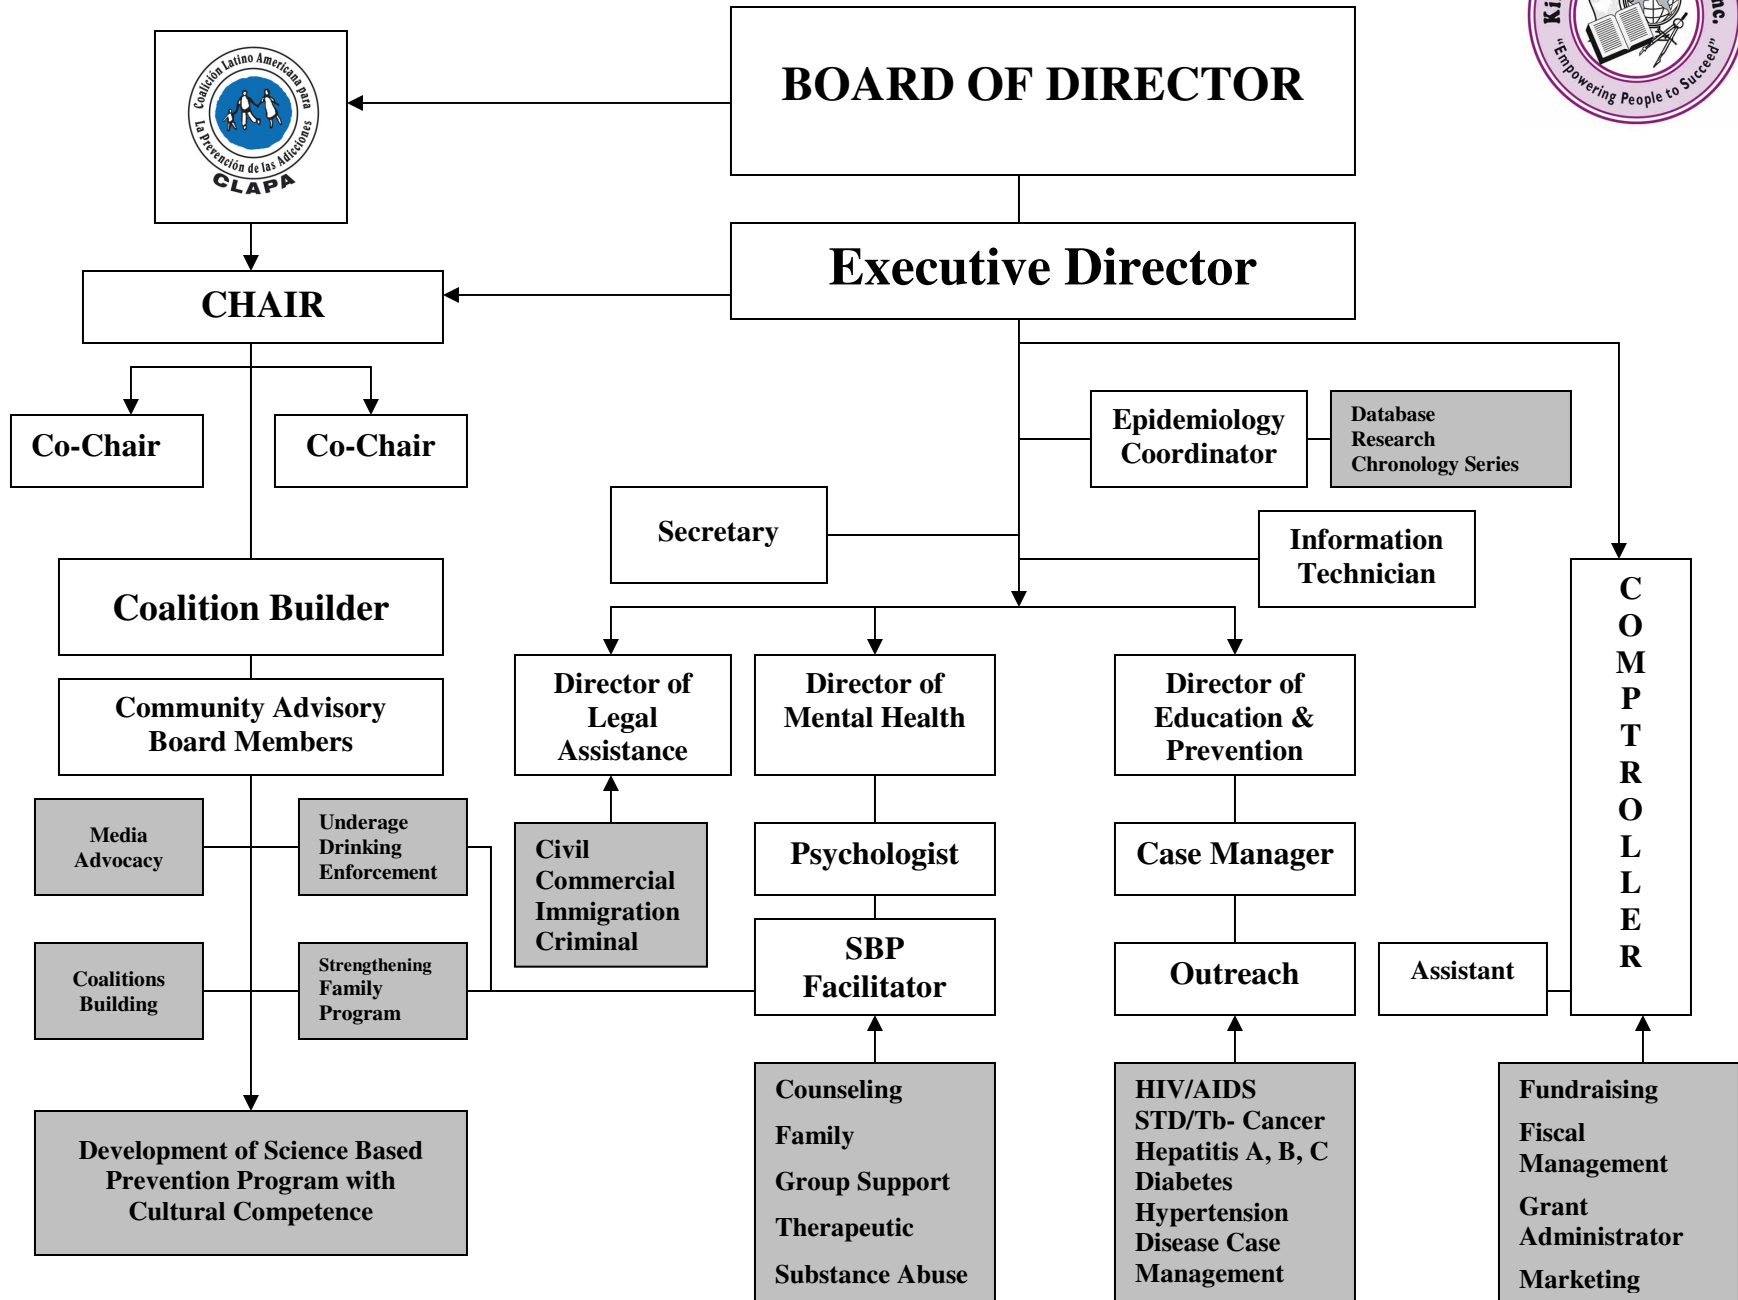 BOARD OF DIRECTOR
Coalición Latino Americana para
La Prevención de las Adicciones
CLAPA
nc.
"Empowering People to Succeed"
Executive Director
CHAIR
Co-Chair
Co-Chair
Epidemiology
Coordinator
Database
Research
Chronology Series
Secretary
Information
Technician
Coalition Builder
Community Advisory
Board Members
Director of
Legal
Assistance
Director of
Mental Health
Director of
Education &
Prevention
C
O
M
P
T
R
O
L
L
E
R
Media
Advocacy
Underage
Drinking
Enforcement
Civil
Commercial
Immigration
Criminal
Psychologist
Case Manager
Coalitions
Building
Strengthening
Family
Program
SBP
Facilitator
Outreach
Assistant
Development of Science Based
Prevention Program with
Cultural Competence
Counseling
Family
Group Support
Therapeutic
Substance Abuse
HIV/AIDS
STD/Tb- Cancer
Hepatitis A, B, C
Diabetes
Hypertension
Disease Case
Management
Fundraising
Fiscal
Management
Grant
Administrator
Marketing